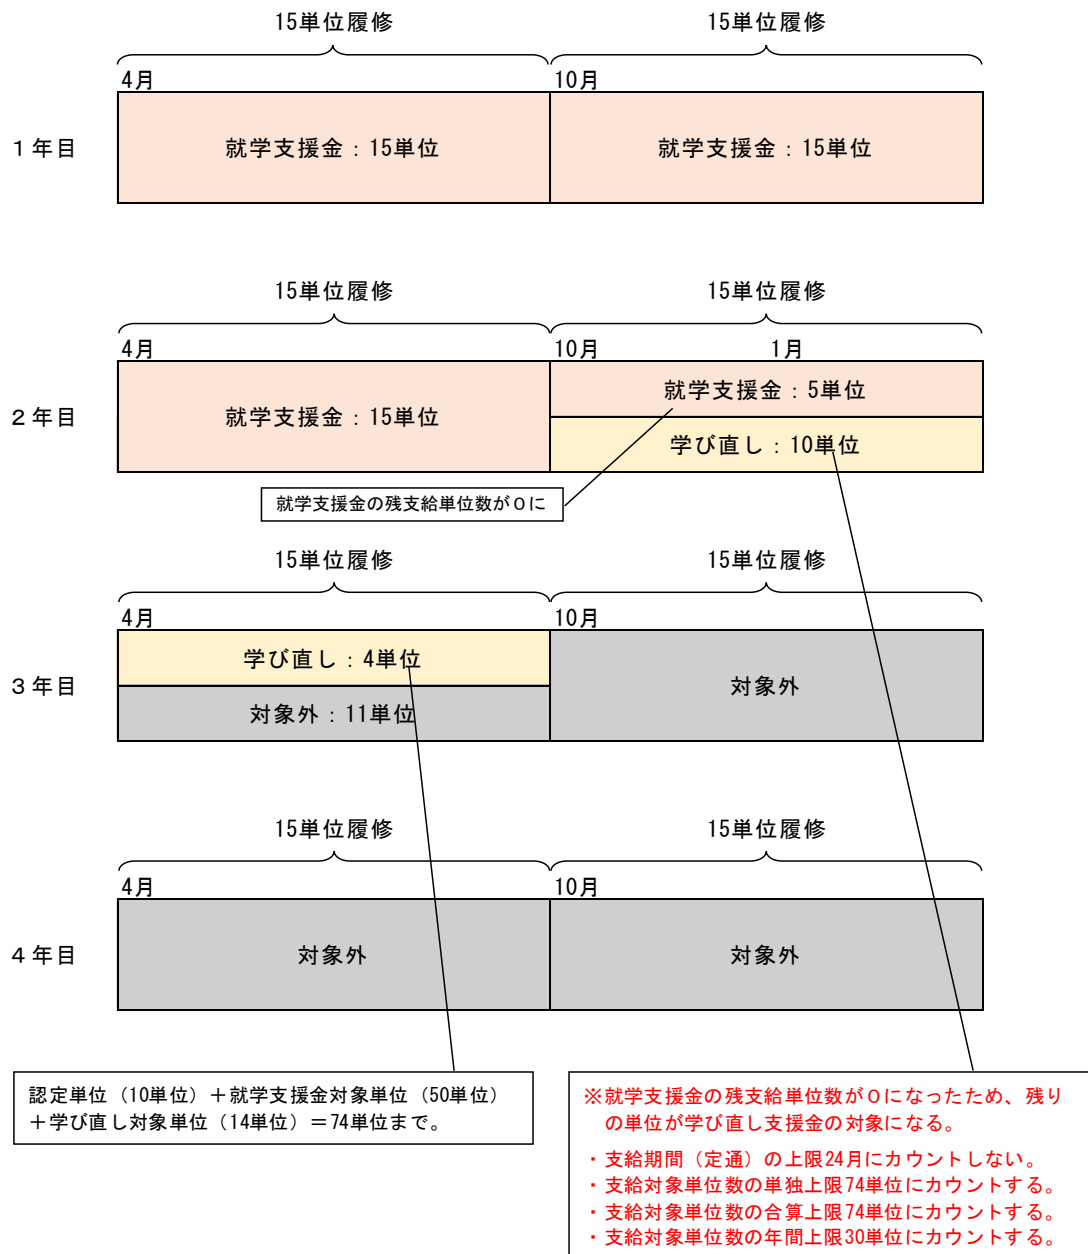 15単位履修
15単位履修
4月
10月
1年目
就学支援金：15単位
就学支援金：15単位
15単位履修
15単位履修
4月
10月
1月
2年目
就学支援金：15単位
就学支援金：5単位
学び直し：10単位
就学支援金の残支給単位数が０に
15単位履修
15単位履修
4月
10月
3年目
学び直し：4単位
対象外：11単位
対象外
15単位履修
15単位履修
4月
10月
4年目
対象外
対象外
認定単位（10単位）＋就学支援金対象単位（50単位）
＋学び直し対象単位（14単位）＝74単位まで。
※就学支援金の残支給単位数が０になったため、残り
の単位が学び直し支援金の対象になる。
・支給期間（定通）の上限24月にカウントしない。
・支給対象単位数の単独上限74単位にカウントする。
・支給対象単位数の合算上限74単位にカウントする。
・支給対象単位数の年間上限30単位にカウントする。